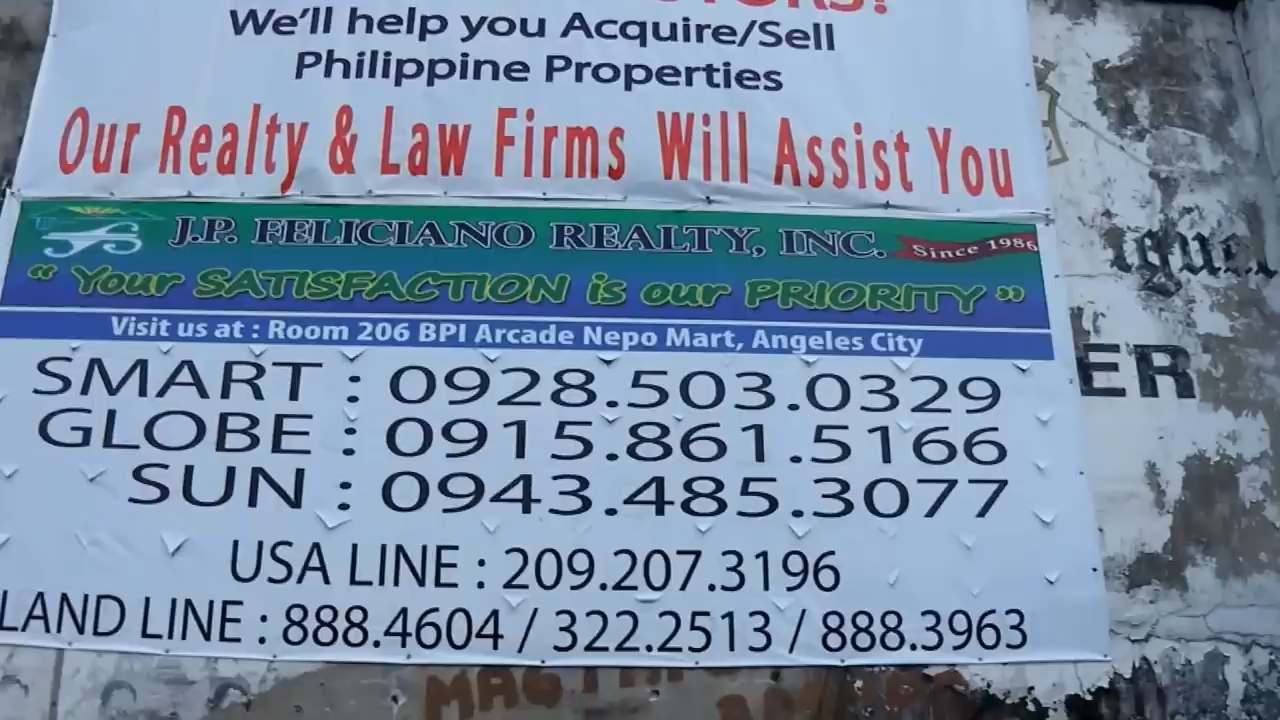 We'll help you Acquire/Sell
Philippine Properties
Our Realty & Law Firms Will Assist You
J.P. FELICIANO REALTY, INC. Since 1986
“ Your SATISFACTION is our PRIORITY ”
Visit us at : Room 206 BPI Arcade Nepo Mart, Angeles City
SMART : 0928.503.0329
GLOBE : 0915.861.5166
SUN : 0943.485.3077
USA LINE : 209.207.3196
LAND LINE : 888.4604 / 322.2513 / 888.3963